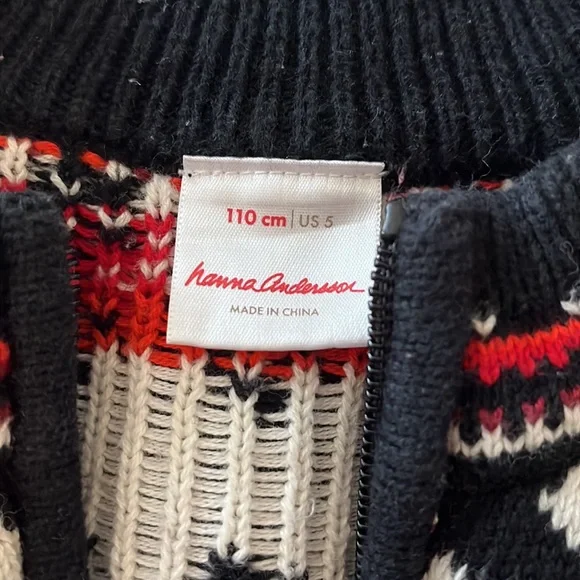 110 cm | US 5
hanna andersson
MADE IN CHINA